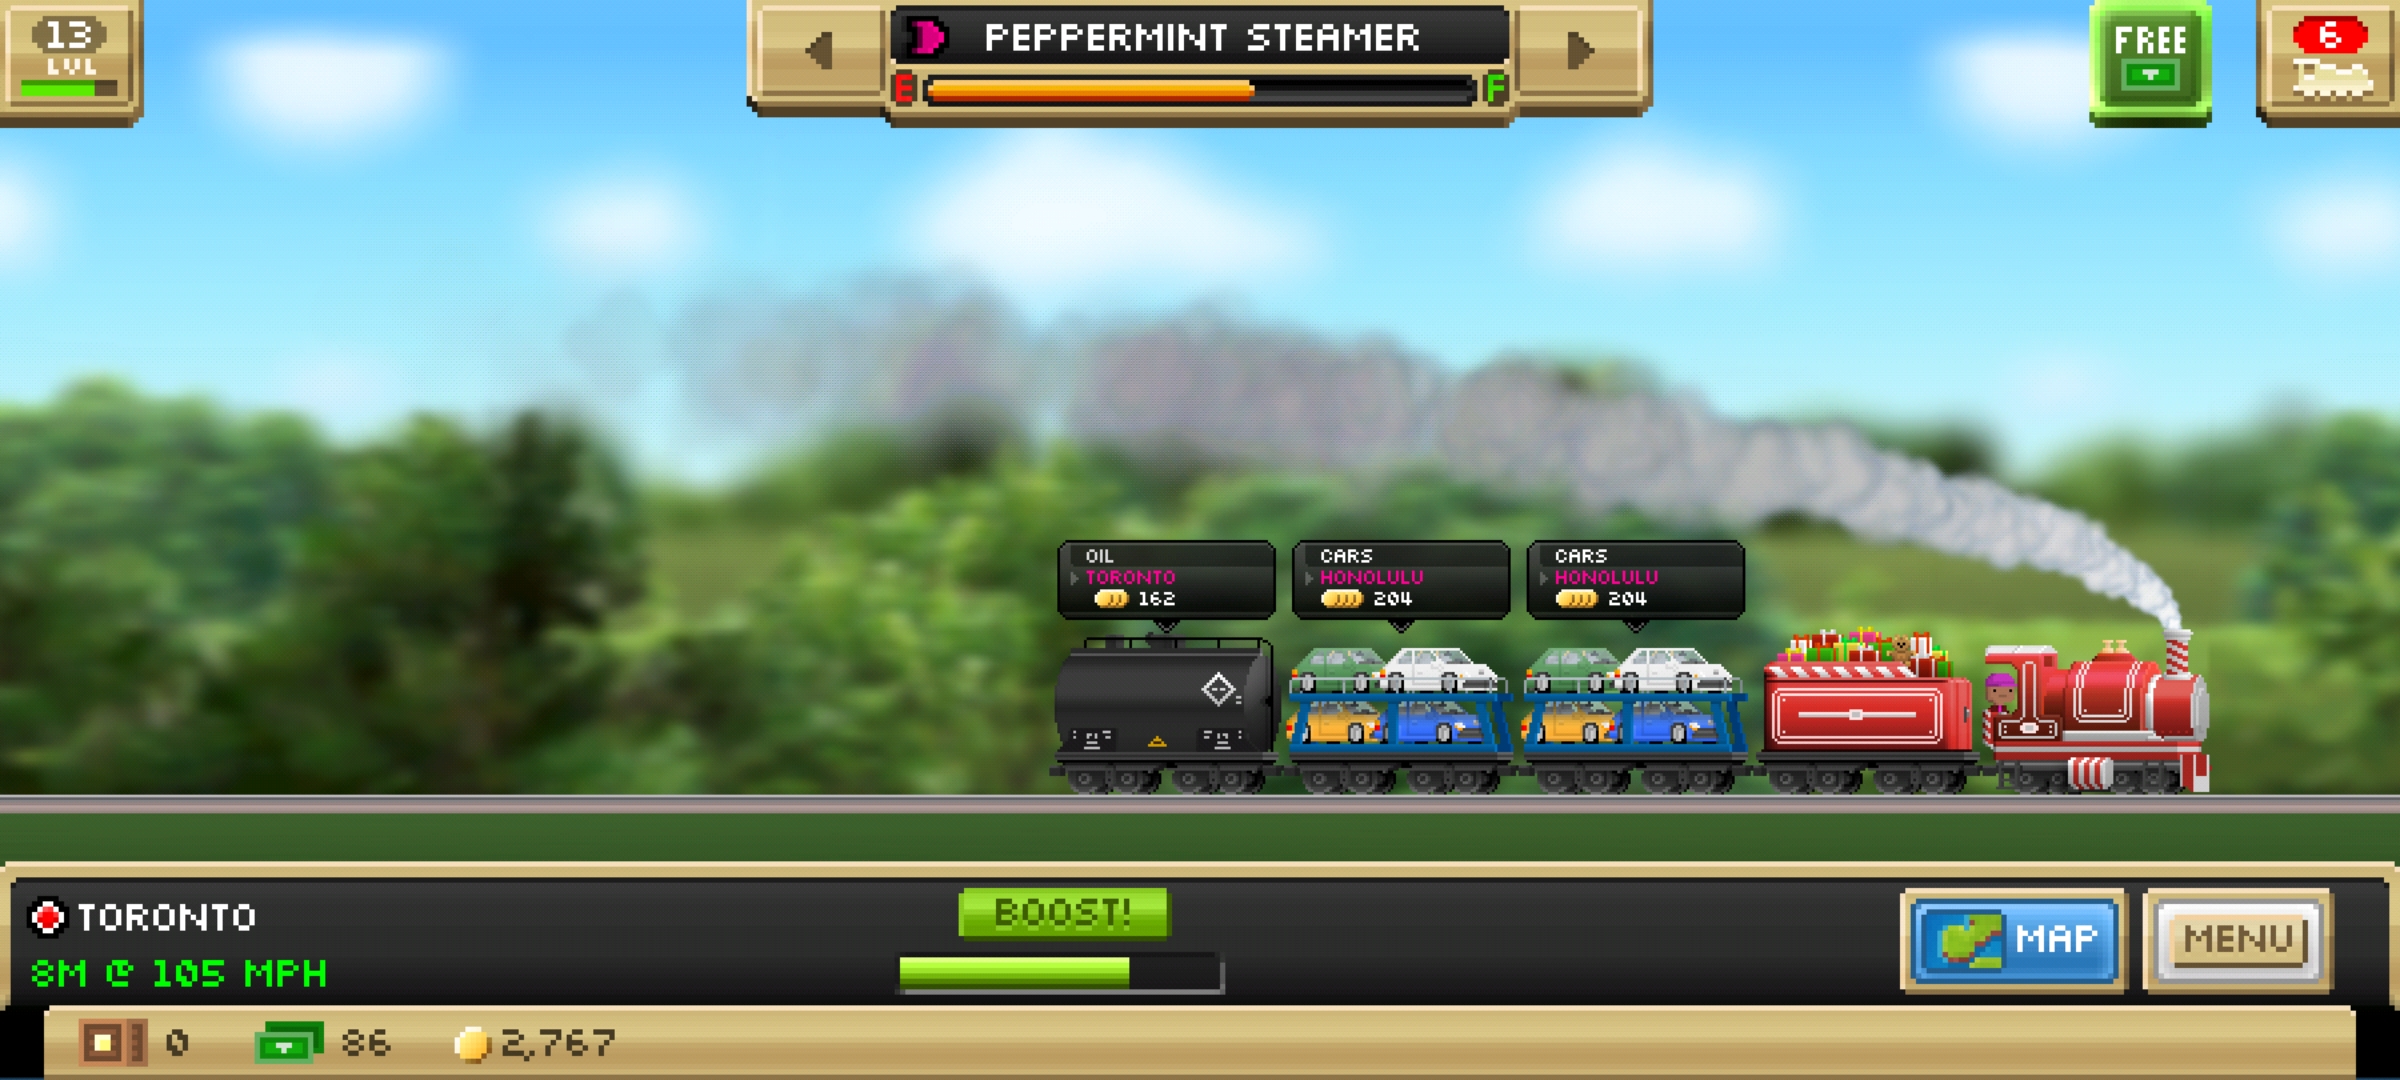 13
LVL
PEPPERMINT STEAMER
E F
FREE
6
OIL
TORONTO
162
CARS
HONOLULU
204
CARS
HONOLULU
204
TORONTO
8M @ 105 MPH
BOOST!
MAP
MENU
0
86
2,767